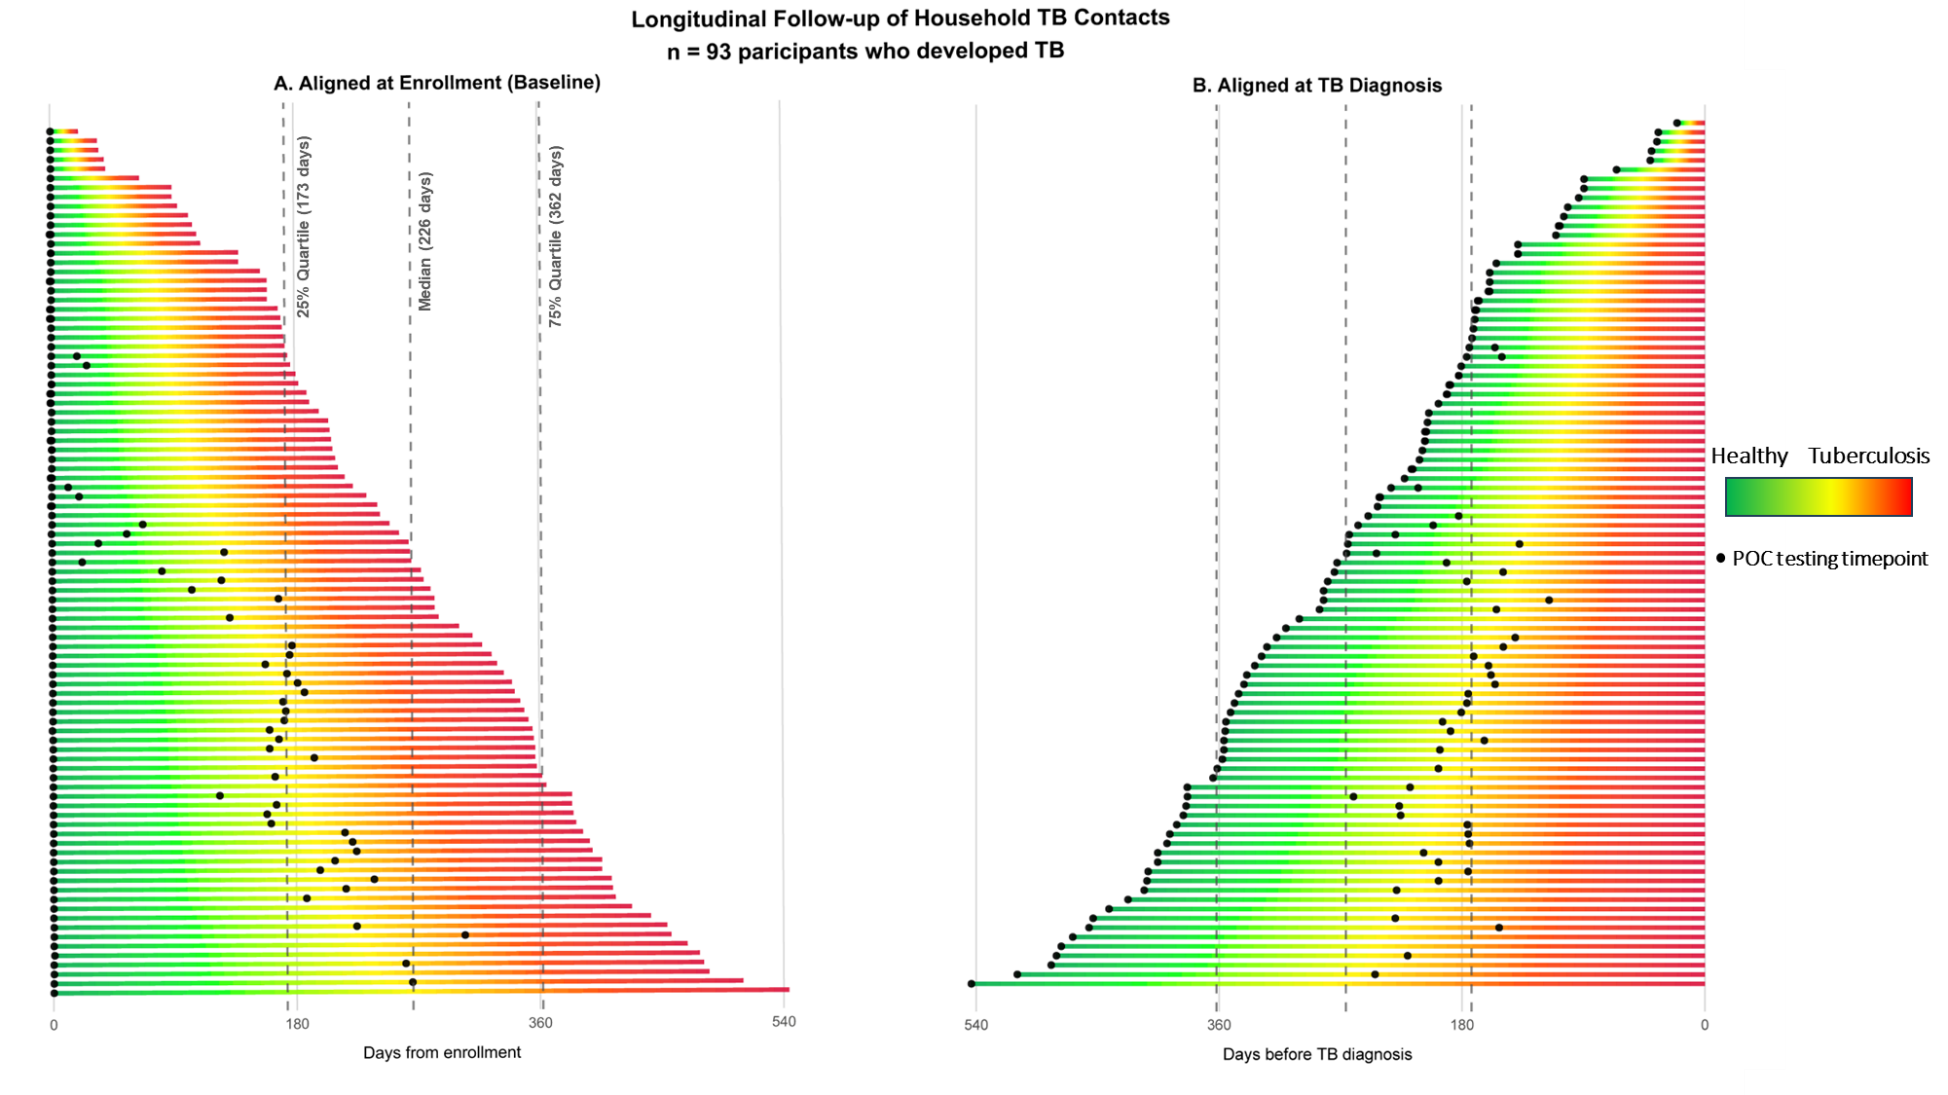 Longitudinal Follow-up of Household TB Contacts
n = 93 paricipants who developed TB
A. Aligned at Enrollment (Baseline)
B. Aligned at TB Diagnosis
25% Quartile (173 days)
Median (226 days)
75% Quartile (362 days)
Healthy Tuberculosis
POC testing timepoint
0 180 360 540
540 360 180 0
Days from enrollment
Days before TB diagnosis